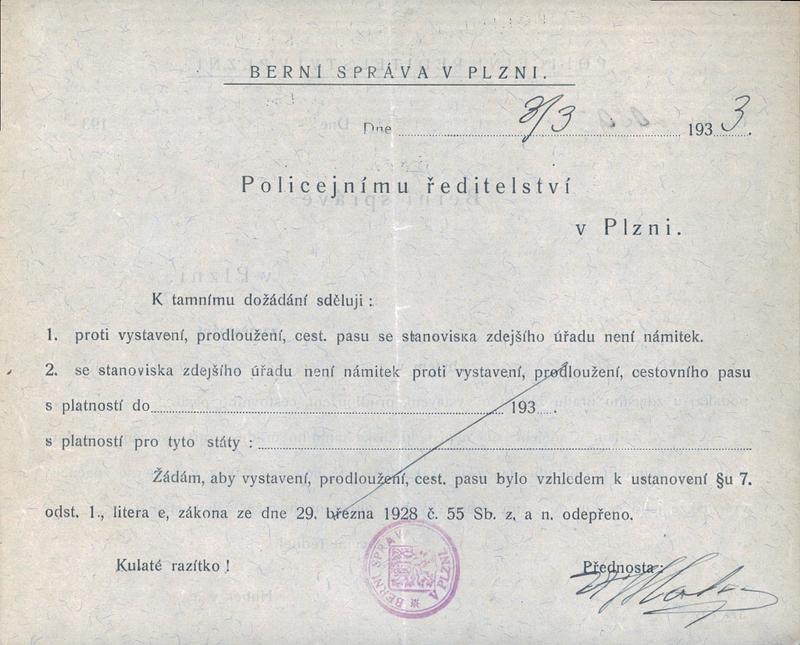 BERNÍ SPRÁVA V PLZNI.
Dne 3/3 1933.
Policejnímu ředitelství
v Plzni.
K tamnímu dožádání sděluji :
1. proti vystavení, prodloužení, cest. pasu se stanoviska zdejšího úřadu není námitek.
2. se stanoviska zdejšího úřadu není námitek proti vystavení, prodloužení, cestovního pasu
s platností do 193 .
s platností pro tyto státy :
Žádám, aby vystavení, prodloužení, cest. pasu bylo vzhledem k ustanovení §u 7.
odst. 1., litera e, zákona ze dne 29. března 1928 č. 55 Sb. z, a n. odepřeno.
Kulaté razítko !
Přednosta:
BERNÍ SPRÁVA V PLZNI